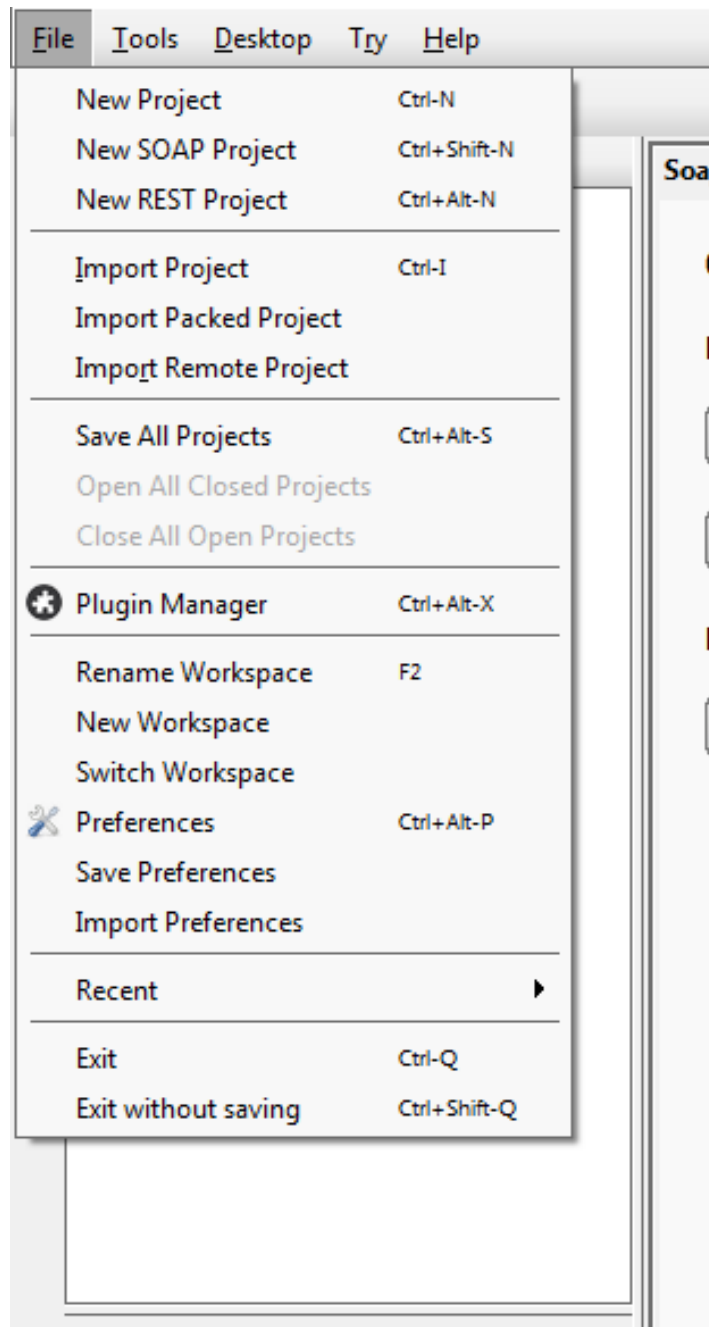 File Tools Desktop Try Help
New Project Ctrl-N
New SOAP Project Ctrl+Shift-N
New REST Project Ctrl+Alt-N
Import Project Ctrl-I
Import Packed Project
Import Remote Project
Save All Projects Ctrl+Alt-S
Open All Closed Projects
Close All Open Projects
Plugin Manager Ctrl+Alt-X
Rename Workspace F2
New Workspace
Switch Workspace
Preferences Ctrl+Alt-P
Save Preferences
Import Preferences
Recent
Exit Ctrl-Q
Exit without saving Ctrl+Shift-Q
Soa